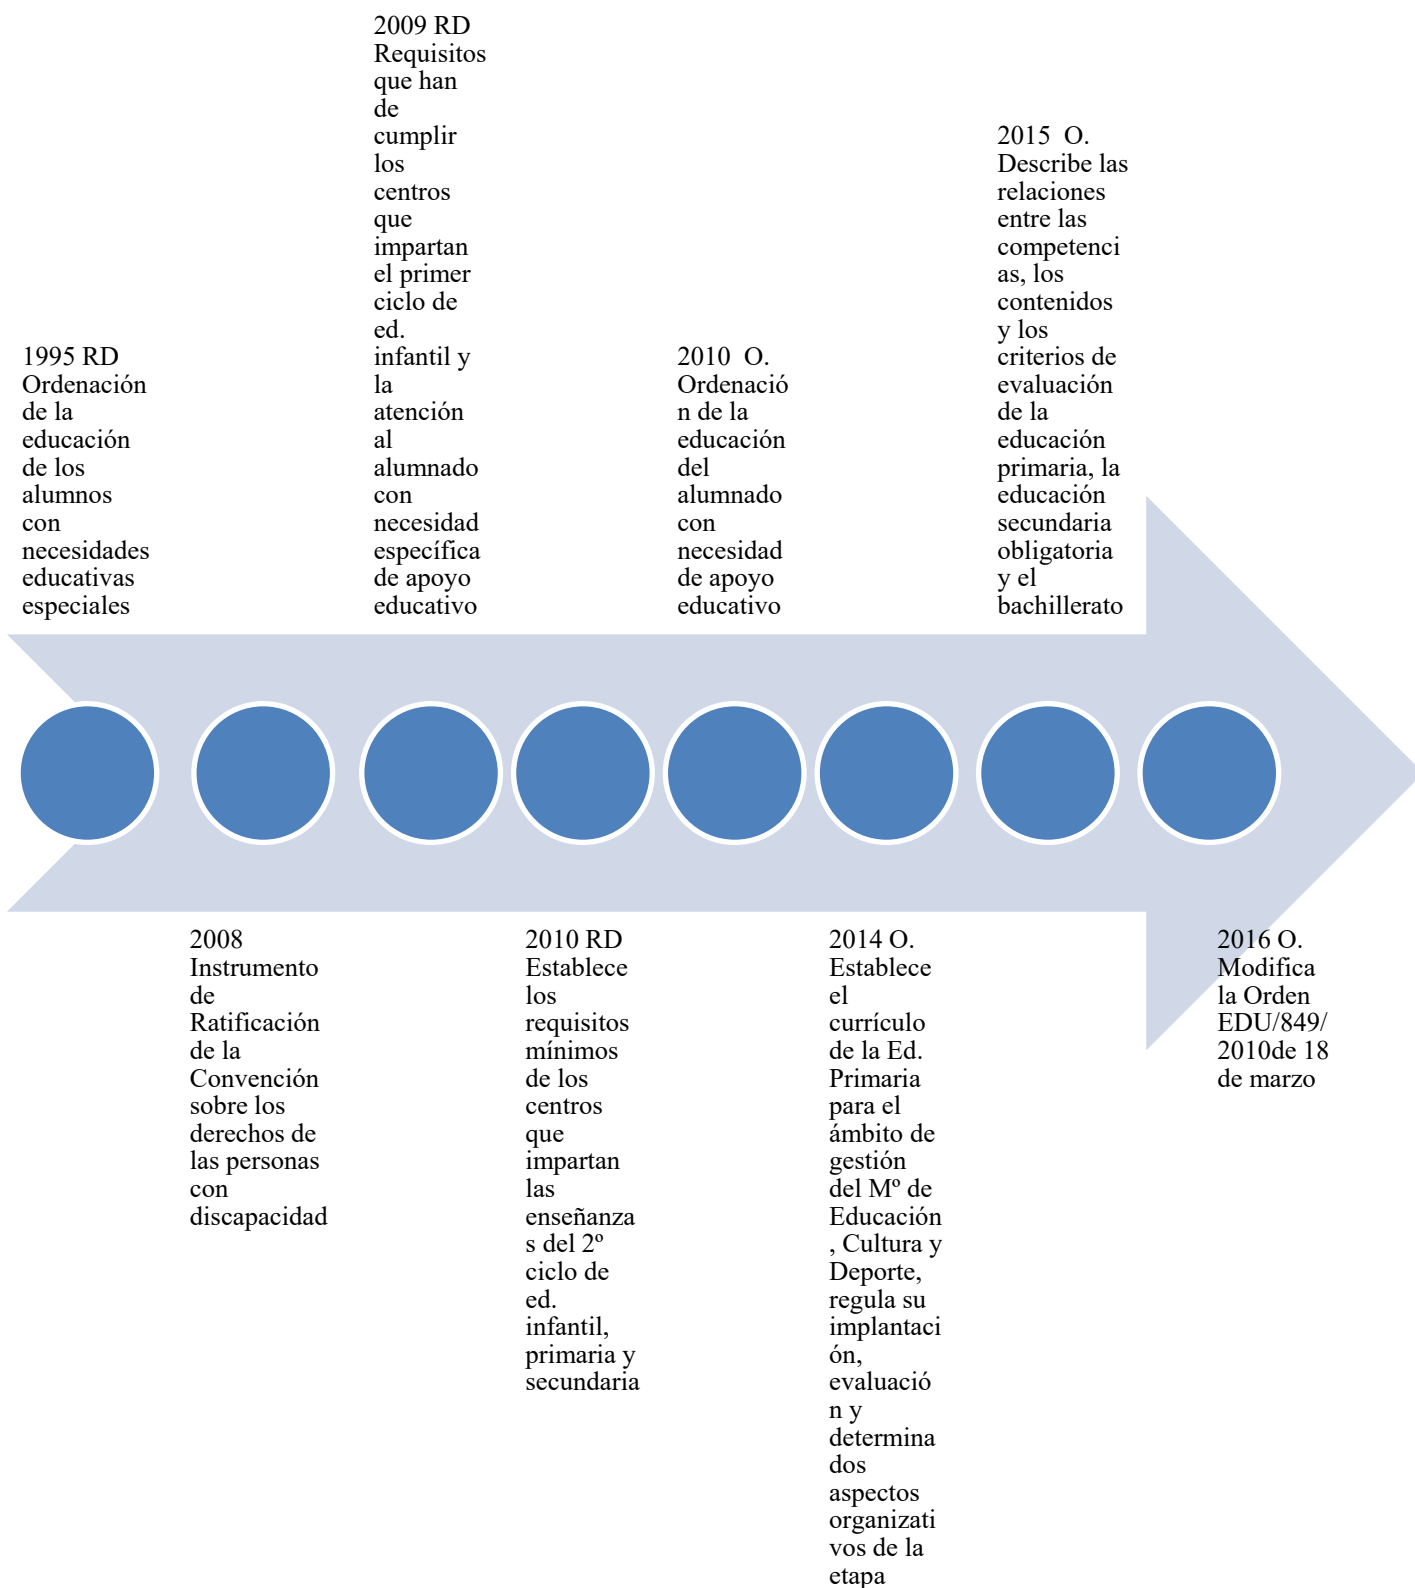 1995 RD
Ordenación
de la
educación
de los
alumnos
con
necesidades
educativas
especiales
2008
Instrumento
de
Ratificación
de la
Convención
sobre los
derechos de
las personas
con
discapacidad
2009 RD
Requisitos
que han
de
cumplir
los
centros
que
impartan
el primer
ciclo de
ed.
infantil y
la
atención
al
alumnado
con
necesidad
específica
de apoyo
educativo
2010 RD
Establece
los
requisitos
mínimos
de los
centros
que
impartan
las
enseñanza
s del 2º
ciclo de
ed.
infantil,
primaria y
secundaria
2010  O.
Ordenació
n de la
educación
del
alumnado
con
necesidad
de apoyo
educativo
2014 O.
Establece
el
currículo
de la Ed.
Primaria
para el
ámbito de
gestión
del Mº de
Educación
, Cultura y
Deporte,
regula su
implantaci
ón,
evaluació
n y
determina
dos
aspectos
organizati
vos de la
etapa
2015  O.
Describe las
relaciones
entre las
competenci
as, los
contenidos
y los
criterios de
evaluación
de la
educación
primaria, la
educación
secundaria
obligatoria
y el
bachillerato
2016 O.
Modifica
la Orden
EDU/849/
2010de 18
de marzo